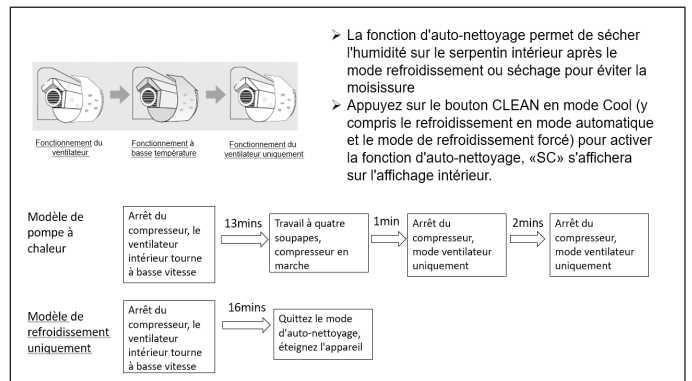 ➢ La fonction d'auto-nettoyage permet de sécher
l'humidité sur le serpentin intérieur après le
mode refroidissement ou séchage pour éviter la
moisissure
➢ Appuyez sur le bouton CLEAN en mode Cool (y
compris le refroidissement en mode automatique
et le mode de refroidissement forcé) pour activer
la fonction d'auto-nettoyage, «SC» s'affichera
sur l'affichage intérieur.
Fonctionnement du
ventilateur
Fonctionnement à
basse température
Fonctionnement du
ventilateur uniquement
Modèle de
pompe à
chaleur
Arrêt du
compresseur, le
ventilateur
intérieur tourne
à basse vitesse
13mins
Travail à quatre
soupapes,
compresseur en
marche
1min
Arrêt du
compresseur,
mode ventilateur
uniquement
2mins
Arrêt du
compresseur,
mode ventilateur
uniquement
Modèle de
refroidissement
uniquement
Arrêt du
compresseur, le
ventilateur
intérieur tourne
à basse vitesse
16mins
Quittez le mode
d'auto-nettoyage,
éteignez l'appareil